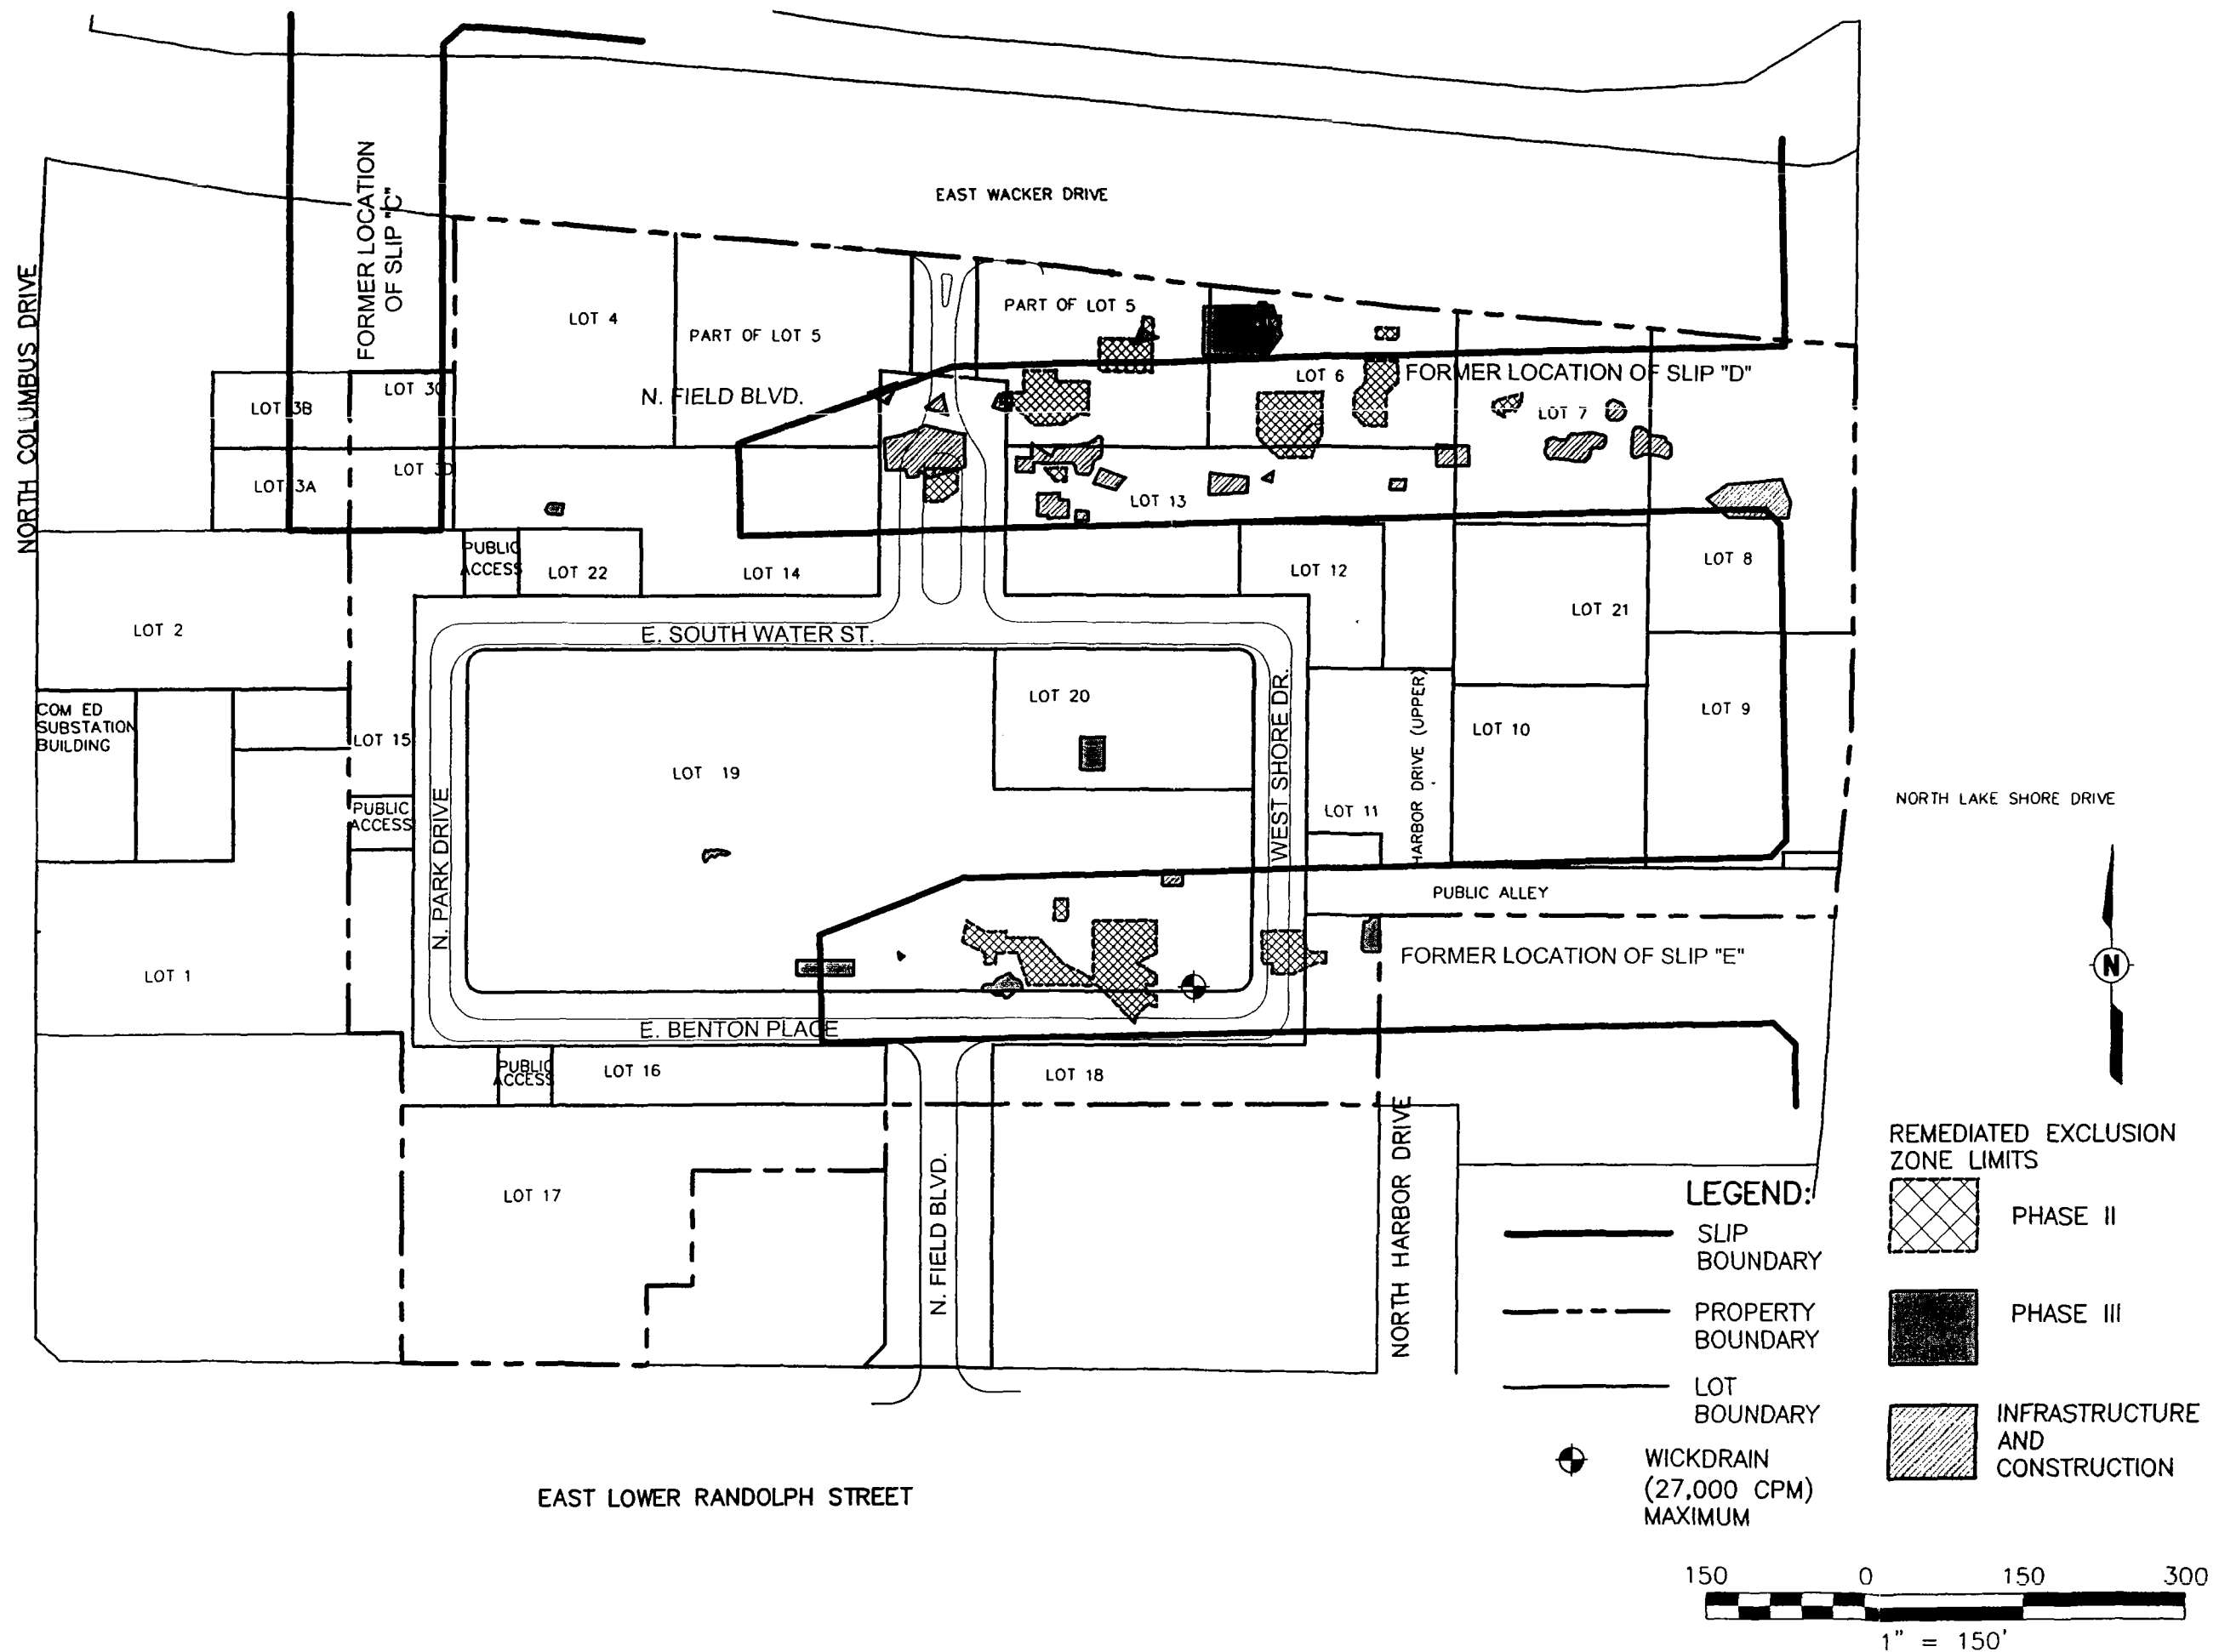 EAST WACKER DRIVE
NORTH COLUMBUS DRIVE
FORMER LOCATION
OF SLIP "C"
LOT 4
PART OF LOT 5
PART OF LOT 5
N. FIELD BLVD.
LOT 3B
LOT 3C
LOT 3A
LOT 3D
LOT 6
FORMER LOCATION OF SLIP "D"
LOT 7
LOT 13
PUBLIC
ACCESS
LOT 22
LOT 14
LOT 12
LOT 8
LOT 21
LOT 2
E. SOUTH WATER ST.
COM ED
SUBSTATION
BUILDING
LOT 15
LOT 20
LOT 19
WEST SHORE DR.
HARBOR DRIVE (UPPER)
LOT 10
LOT 9
LOT 11
NORTH LAKE SHORE DRIVE
PUBLIC
ACCESS
N. PARK DRIVE
PUBLIC ALLEY
FORMER LOCATION OF SLIP "E"
LOT 1
N
E. BENTON PLACE
PUBLIC
ACCESS
LOT 16
LOT 18
LOT 17
N. FIELD BLVD.
NORTH HARBOR DRIVE
EAST LOWER RANDOLPH STREET
LEGEND:
SLIP
BOUNDARY
PROPERTY
BOUNDARY
LOT
BOUNDARY
WICKDRAIN
(27,000 CPM)
MAXIMUM
REMEDIATED EXCLUSION
ZONE LIMITS
PHASE II
PHASE III
INFRASTRUCTURE
AND
CONSTRUCTION
150 0 150 300
1" = 150'